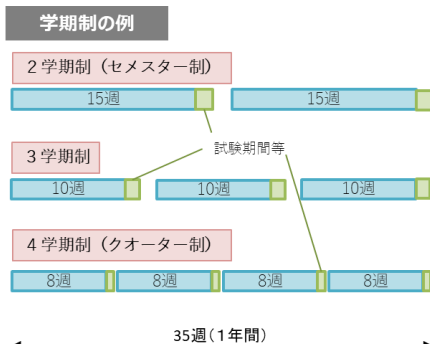 学期制の例
2学期制（セメスター制）
15週 15週
試験期間等
3学期制
10週 10週 10週
4学期制（クオーター制）
8週 8週 8週 8週
35週（1年間）